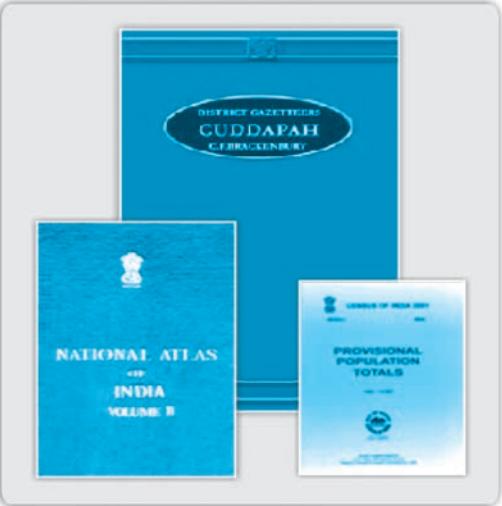 DISTRICT GAZETTEERS
CUDDAPAH
C.F.BRACKENBURY
NATIONAL ATLAS
OF
INDIA
VOLUME II
CENSUS OF INDIA 2001
PROVISIONAL
POPULATION
TOTALS